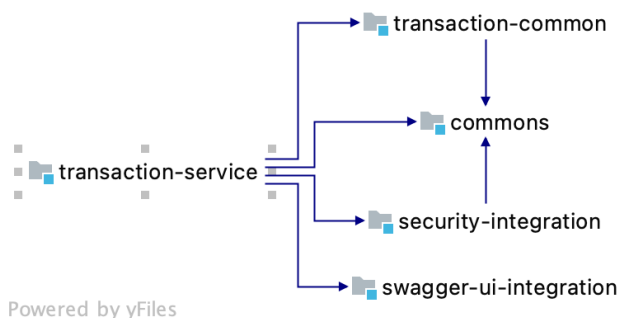 transaction-common
commons
transaction-service
security-integration
swagger-ui-integration
Powered by yFiles